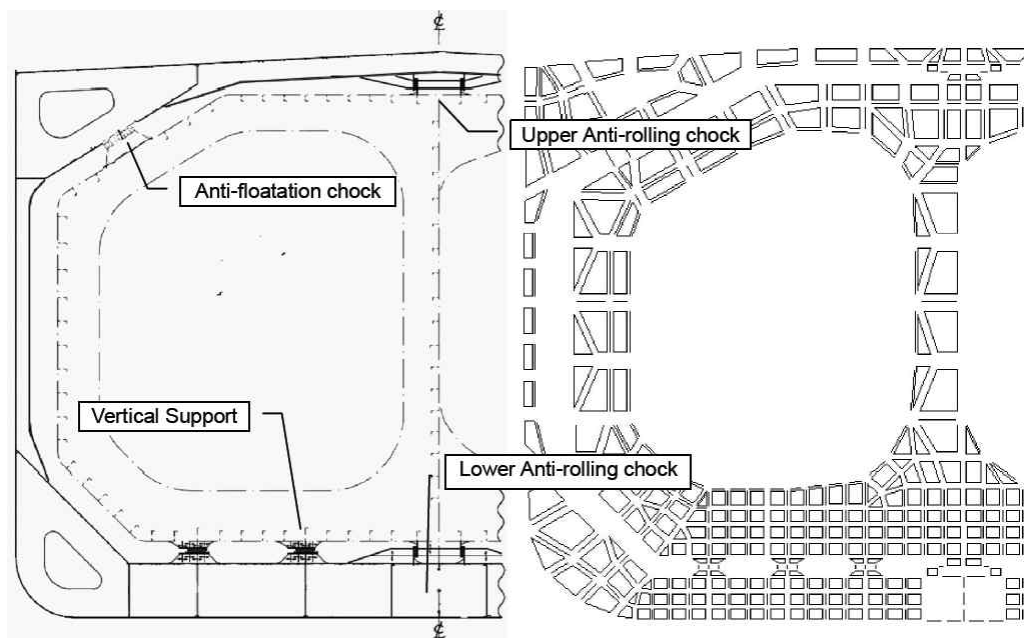 Upper Anti-rolling chock
Anti-floatation chock
Vertical Support
Lower Anti-rolling chock